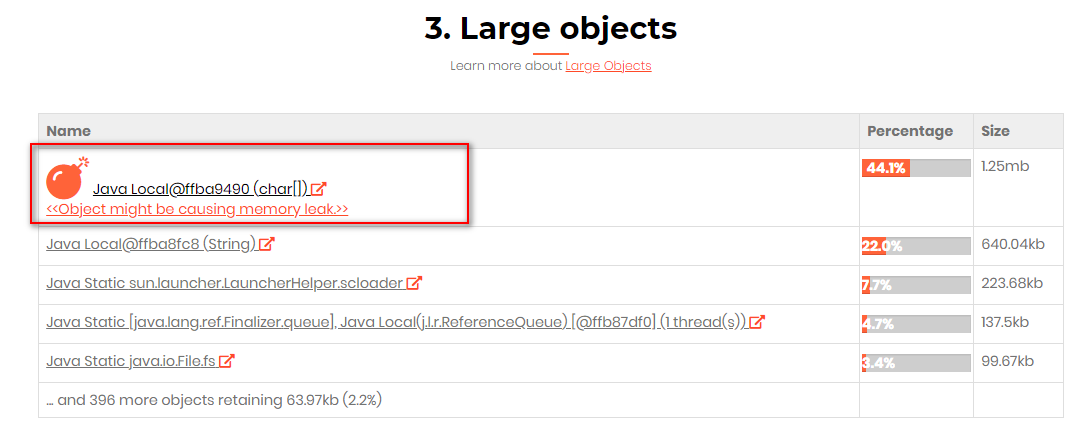 3. Large objects
Learn more about Large Objects
Name Percentage Size
Java Local@ffba9490 (char[]) 44.1% 1.25mb
<<Object might be causing memory leak.>>
Java Local@ffba8fc8 (String) 22.0% 640.04kb
Java Static sun.launcher.LauncherHelper.scloader 7.7% 223.68kb
Java Static [java.lang.ref.Finalizer.queue], Java Local(j.l.r.ReferenceQueue) [@ffb87df0] (1 thread(s)) 4.7% 137.5kb
Java Static java.io.File.fs 3.4% 99.67kb
... and 396 more objects retaining 63.97kb (2.2%)